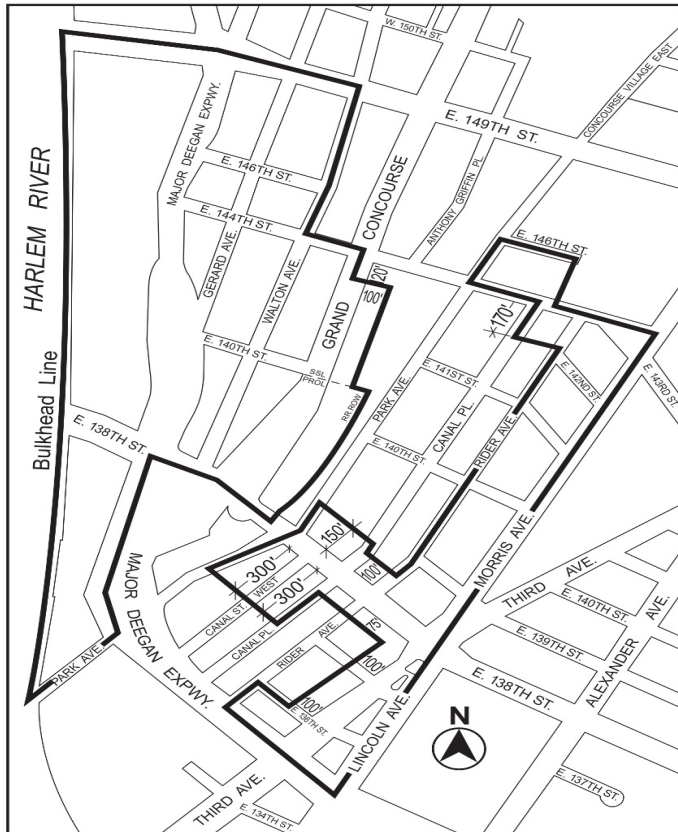 W. 150TH ST.
CONCOURSE VILLAGE EAST
MAJOR DEEGAN EXPWY.
E. 149TH ST.
HARLEM RIVER
Bulkhead Line
E. 146TH ST.
CONCOURSE
ANTHONY GRIFFIN PL.
E. 144TH ST.
E. 146TH ST.
GERARD AVE.
WALTON AVE.
GRAND
20'
100'
170'
E. 140TH ST.
SSL
PROL
RR ROW
PARK AVE.
E. 141ST ST.
CANAL PL.
E. 142ND ST.
E. 143RD ST.
E. 138TH ST.
E. 140TH ST.
RIDER AVE.
150'
100'
MORRIS AVE.
300'
300'
CANAL ST. WEST
CANAL PL.
RIDER AVE.
75'
100'
100'
E. 136TH ST.
MAJOR DEEGAN EXPWY.
PARK AVE.
THIRD AVE.
E. 140TH ST.
E. 139TH ST.
E. 138TH ST.
ALEXANDER AVE.
LINCOLN AVE.
N
E. 137TH ST.
THIRD AVE.
E. 134TH ST.